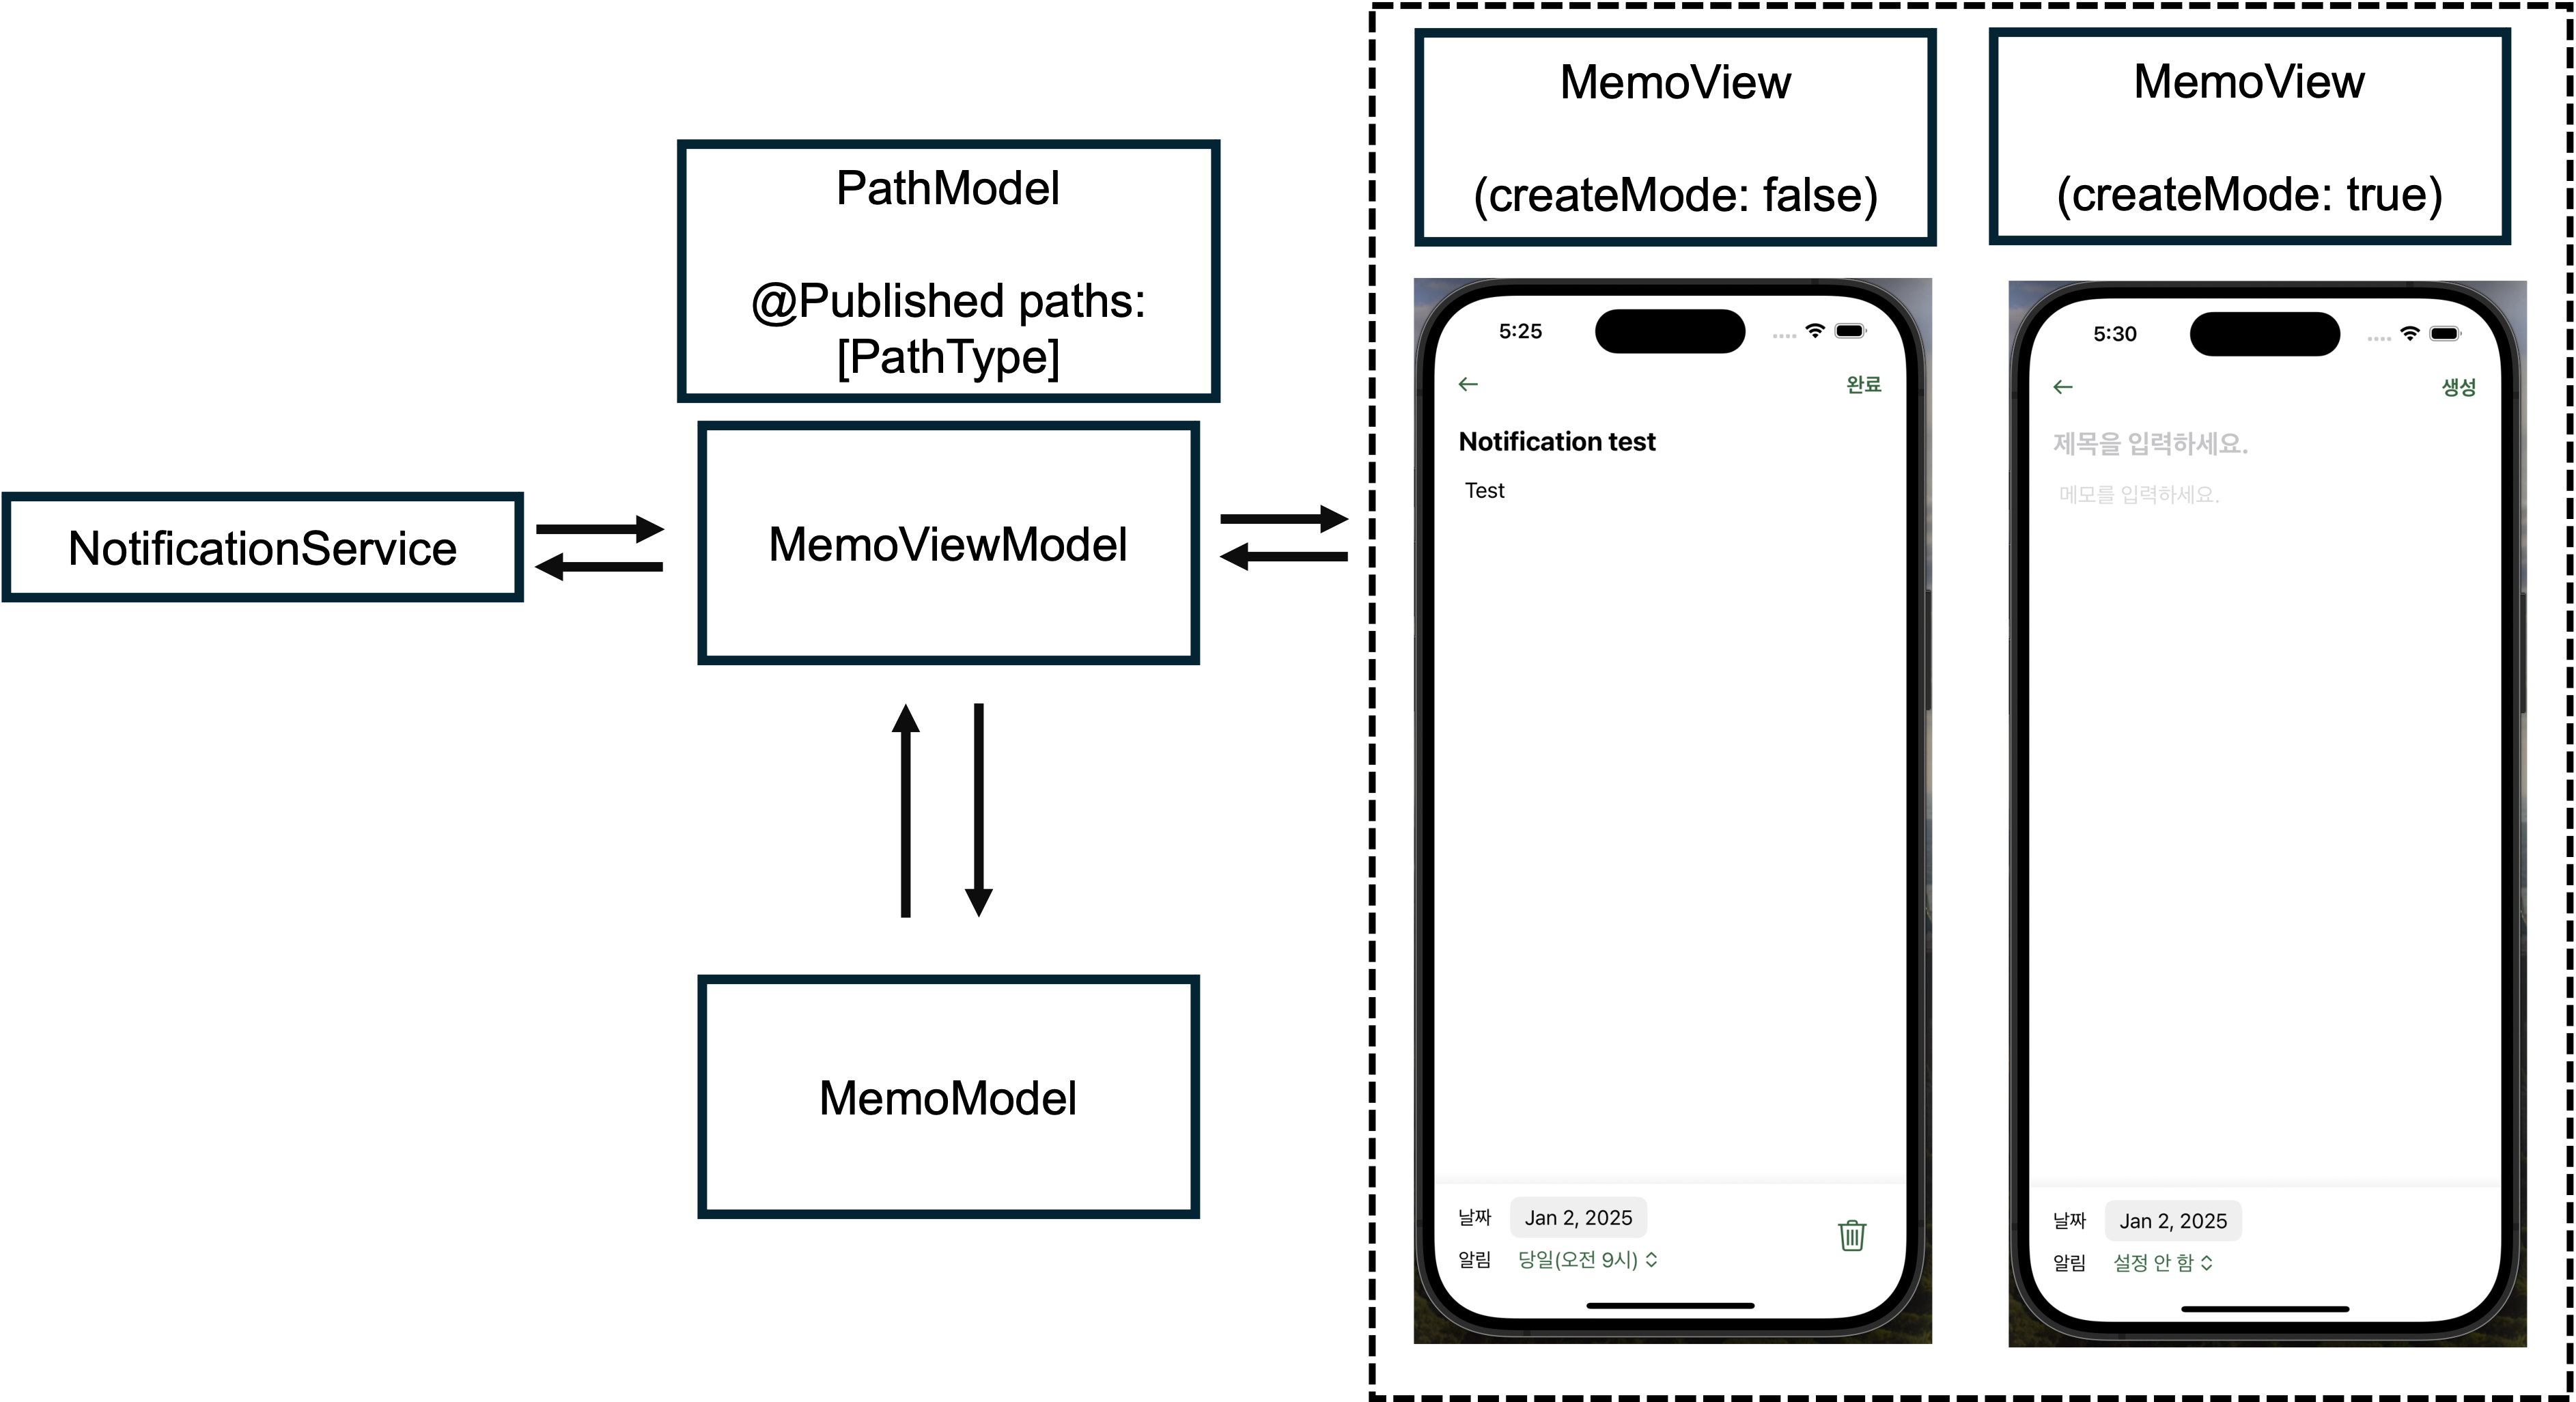 PathModel
@Published paths:
[PathType]
NotificationService
MemoViewModel
MemoModel
MemoView
(createMode: false)
5:25
완료
Notification test
Test
날짜 Jan 2, 2025
알림 당일(오전 9시)
MemoView
(createMode: true)
5:30
생성
제목을 입력하세요.
메모를 입력하세요.
날짜 Jan 2, 2025
알림 설정 안 함